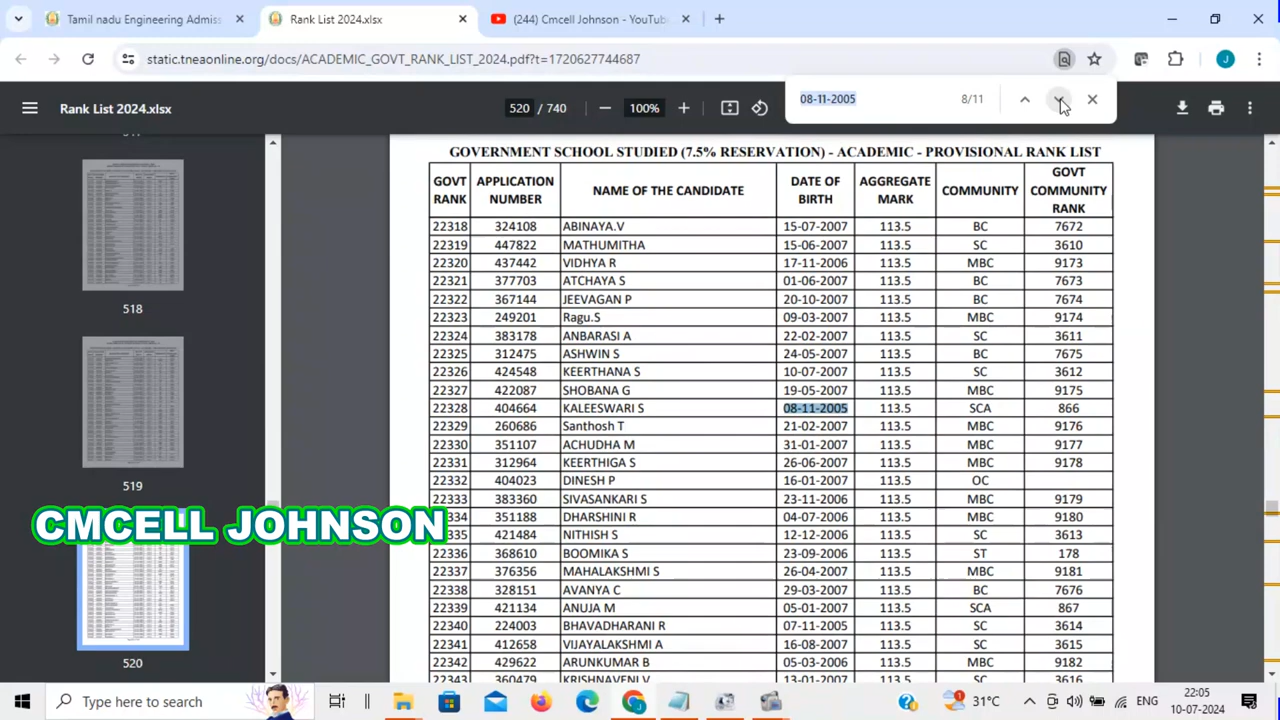 Tamil nadu Engineering Admiss
Rank List 2024.xlsx
(244) Cmcell Johnson - YouTub
static.tneaonline.org/docs/ACADEMIC_GOVT_RANK_LIST_2024.pdf?t=1720627744687
J
Rank List 2024.xlsx
520 / 740
100%
08-11-2005 8/11
518
519
520
GOVERNMENT SCHOOL STUDIED (7.5% RESERVATION) - ACADEMIC - PROVISIONAL RANK LIST
GOVT RANK APPLICATION NUMBER NAME OF THE CANDIDATE DATE OF BIRTH AGGREGATE MARK COMMUNITY GOVT COMMUNITY RANK
22318 324108 ABINAYA.V 15-07-2007 113.5 BC 7672
22319 447822 MATHUMITHA 15-06-2007 113.5 SC 3610
22320 437442 VIDHYA R 17-11-2006 113.5 MBC 9173
22321 377703 ATCHAYA S 01-06-2007 113.5 BC 7673
22322 367144 JEEVAGAN P 20-10-2007 113.5 BC 7674
22323 249201 Ragu.S 09-03-2007 113.5 MBC 9174
22324 383178 ANBARASI A 22-02-2007 113.5 SC 3611
22325 312475 ASHWIN S 24-05-2007 113.5 BC 7675
22326 424548 KEERTHANA S 10-07-2007 113.5 SC 3612
22327 422087 SHOBANA G 19-05-2007 113.5 MBC 9175
22328 404664 KALEESWARI S 08-11-2005 113.5 SCA 866
22329 260686 Santhosh T 21-02-2007 113.5 MBC 9176
22330 351107 ACHUDHA M 31-01-2007 113.5 MBC 9177
22331 312964 KEERTHIGA S 26-06-2007 113.5 MBC 9178
22332 404023 DINESH P 16-01-2007 113.5 OC
22333 383360 SIVASANKARI S 23-11-2006 113.5 MBC 9179
334 351188 DHARSHINI R 04-07-2006 113.5 MBC 9180
335 421484 NITHISH S 12-12-2006 113.5 SC 3613
22336 368618 BOOMIKA S 23-09-2006 113.5 ST 178
22337 376356 MAHALAKSHMI S 26-04-2007 113.5 MBC 9181
22338 328151 AVANYA C 29-03-2007 113.5 BC 7676
22339 421134 ANUJA M 05-01-2007 113.5 SCA 867
22340 224003 BHAVADHARANI R 07-11-2005 113.5 SC 3614
22341 412658 VIJAYALAKSHMI A 16-08-2007 113.5 SC 3615
22342 429622 ARUNKUMAR B 05-03-2006 113.5 MBC 9182
22343 360479 KRISHNAVENI V 13-01-2007 113.5 SC 3616
CMCELL JOHNSON
Type here to search
31°C
ENG
22:05
10-07-2024